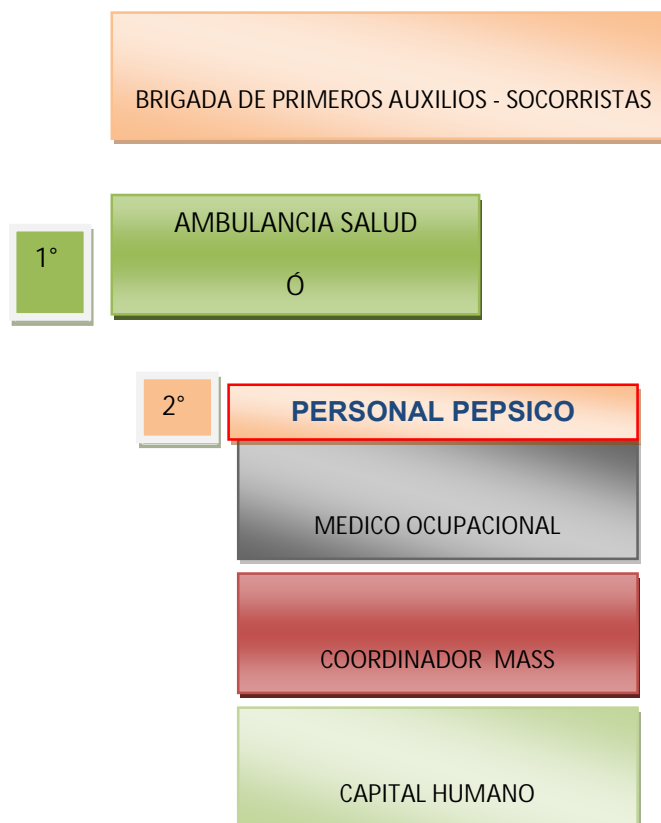 BRIGADA DE PRIMEROS AUXILIOS - SOCORRISTAS
1°
AMBULANCIA SALUD
Ó
2°
PERSONAL PEPSICO
MEDICO OCUPACIONAL
COORDINADOR MASS
CAPITAL HUMANO